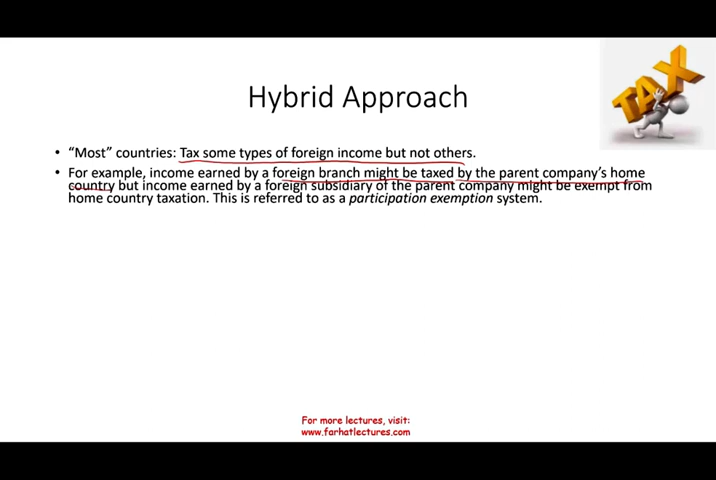 Hybrid Approach
TAX
• “Most” countries: Tax some types of foreign income but not others.
• For example, income earned by a foreign branch might be taxed by the parent company’s home
country but income earned by a foreign subsidiary of the parent company might be exempt from
home country taxation. This is referred to as a participation exemption system.
For more lectures, visit:
www.farhatlectures.com